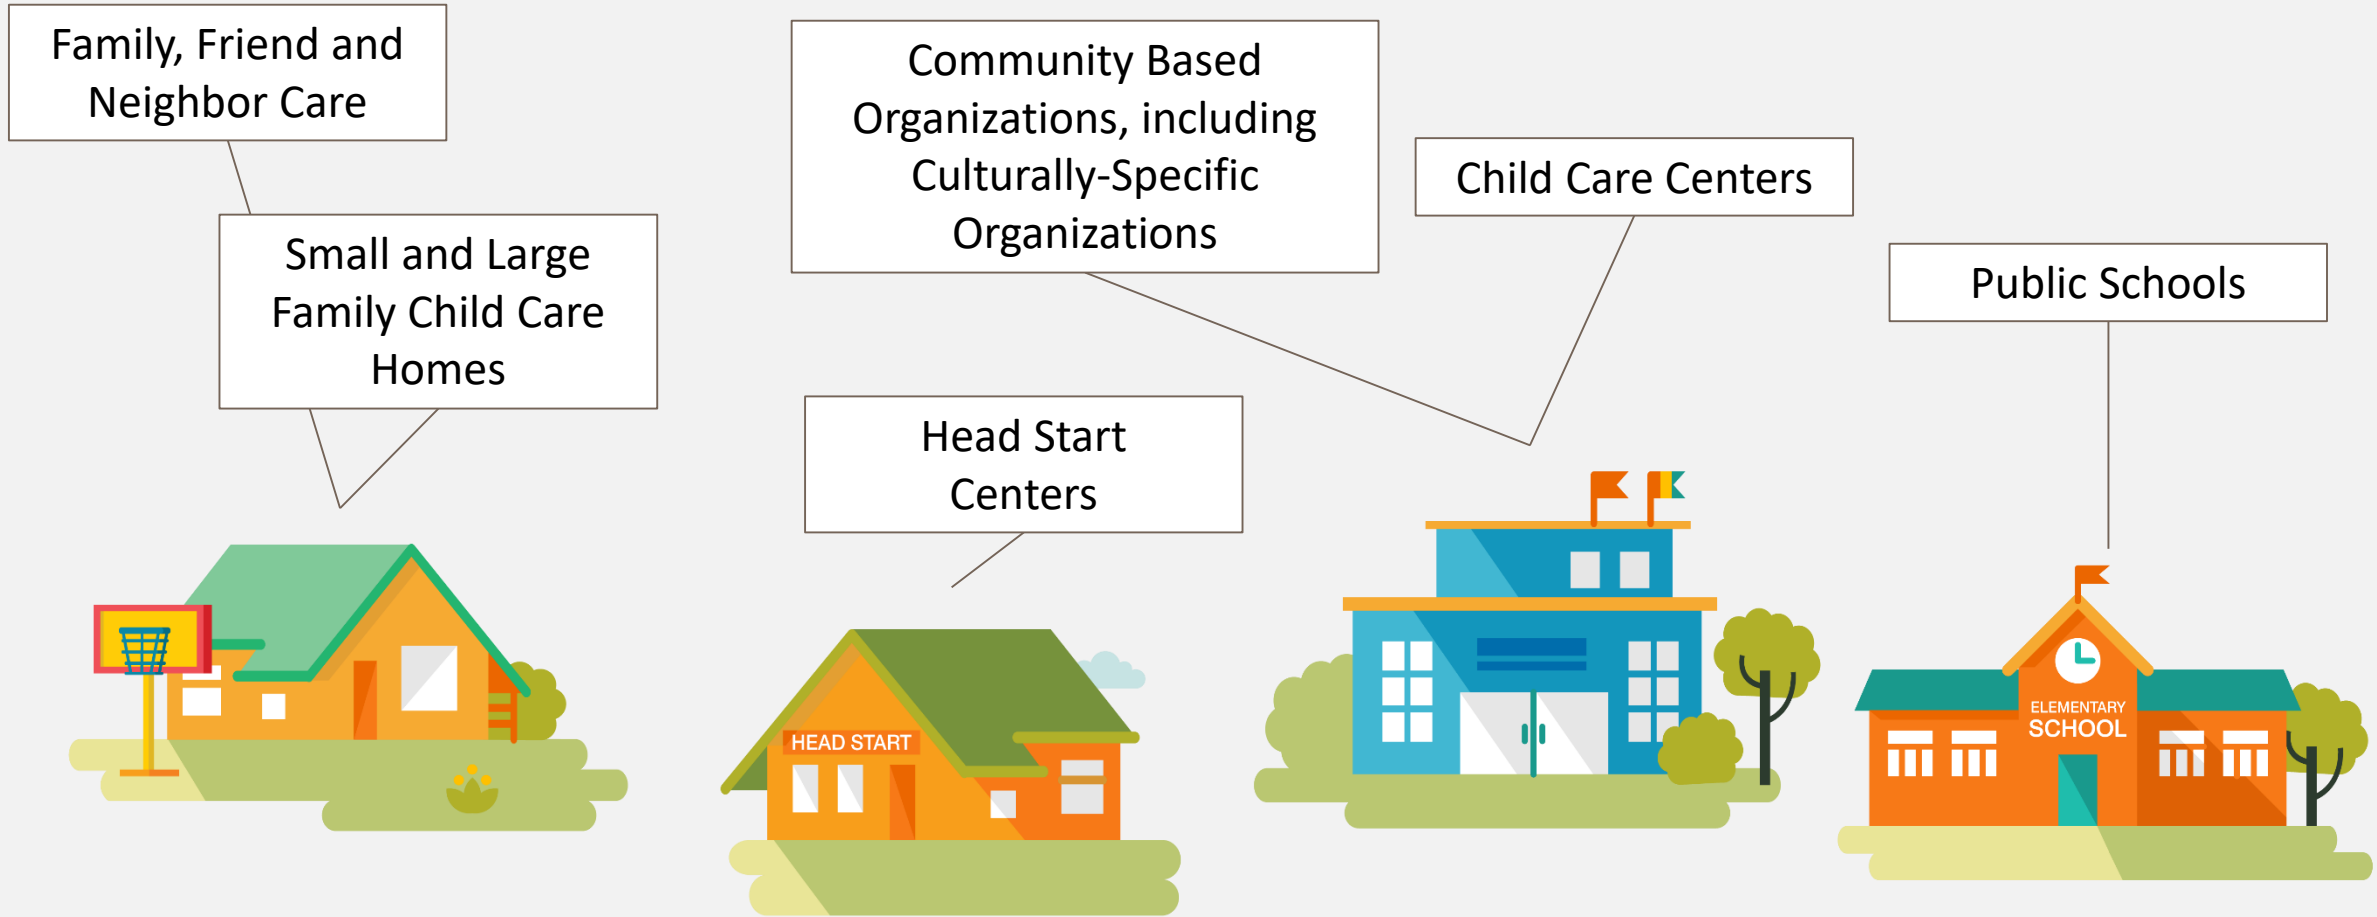 Family, Friend and
Neighbor Care
Small and Large
Family Child Care
Homes
Community Based
Organizations, including
Culturally-Specific
Organizations
Head Start
Centers
Child Care Centers
Public Schools
HEAD START
ELEMENTARY
SCHOOL